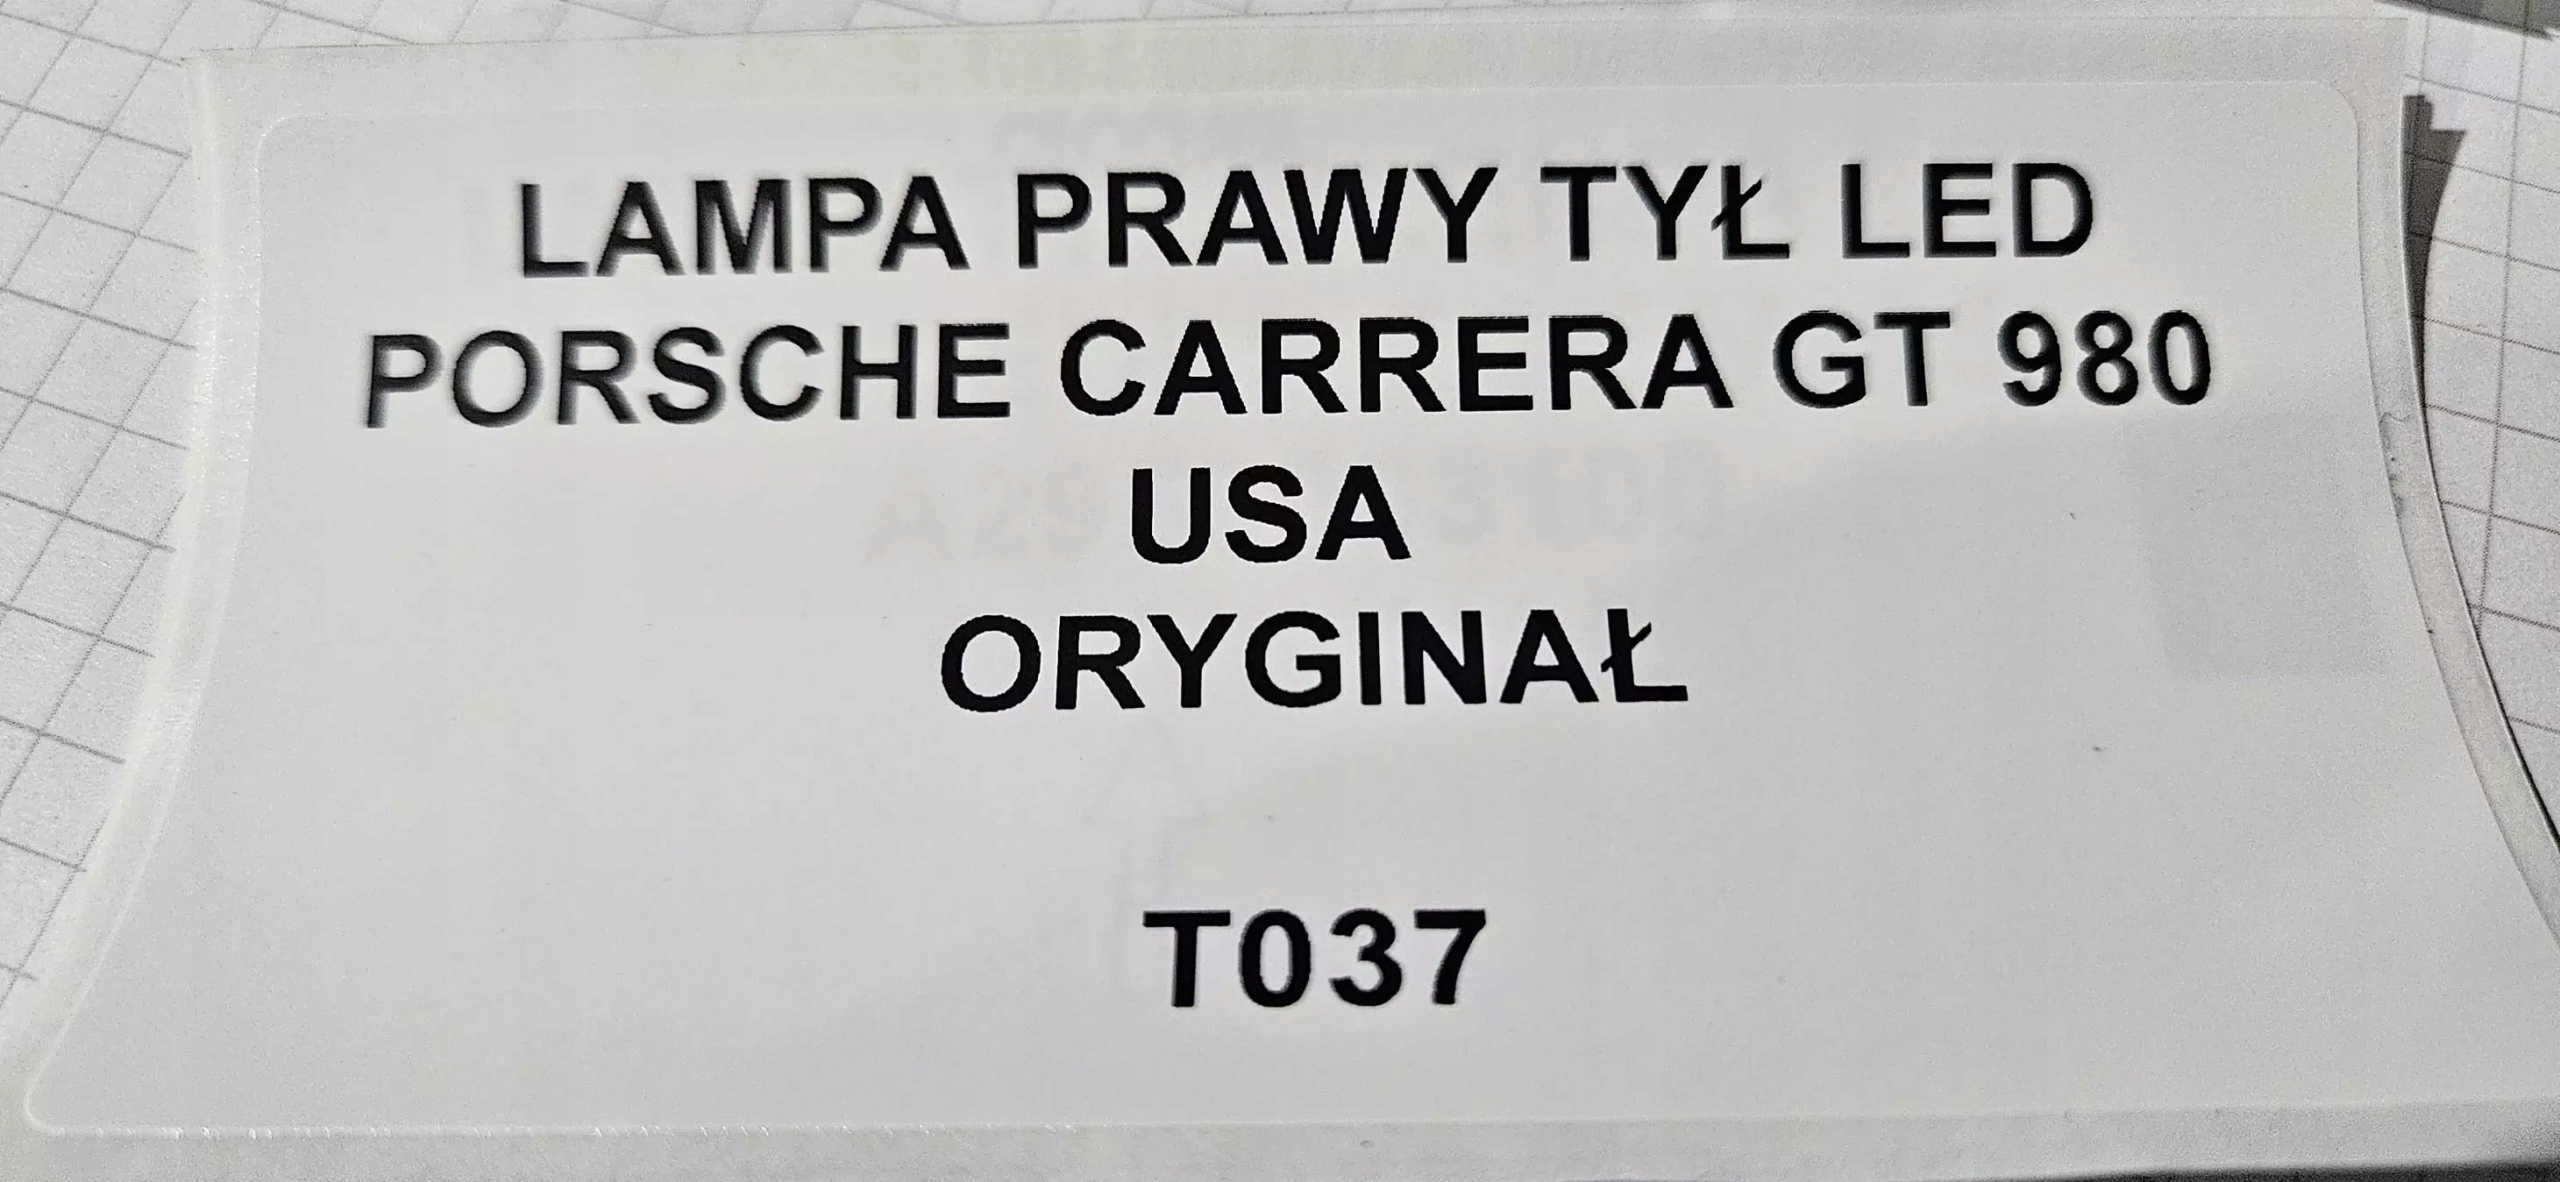 LAMPA PRAWY TYŁ LED
PORSCHE CARRERA GT 980
USA
ORYGINAŁ
T037